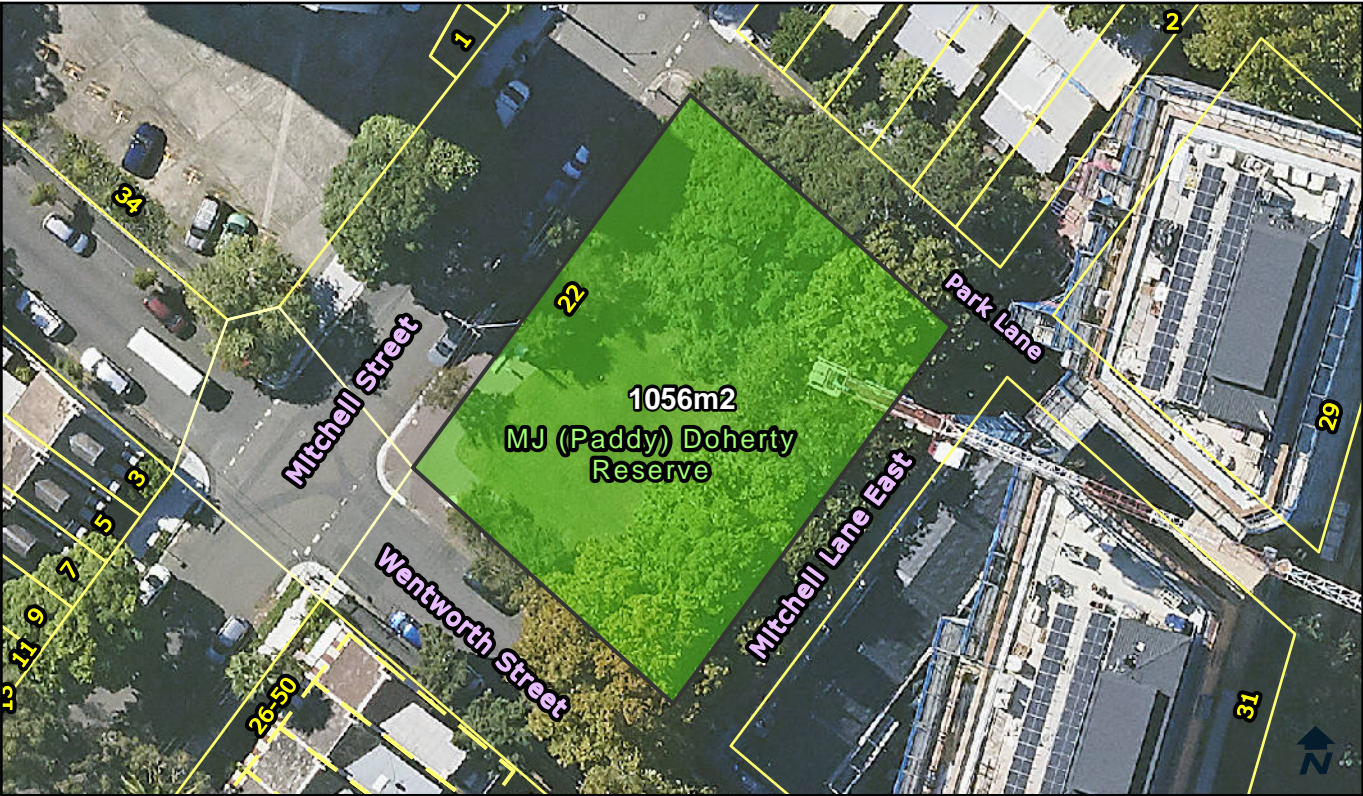 1
2
34
22
Park Lane
Mitchell Street
1056m2
MJ (Paddy) Doherty
Reserve
29
3
5
7
9
11
13
Mitchell Lane East
Wentworth Street
26-50
31
N